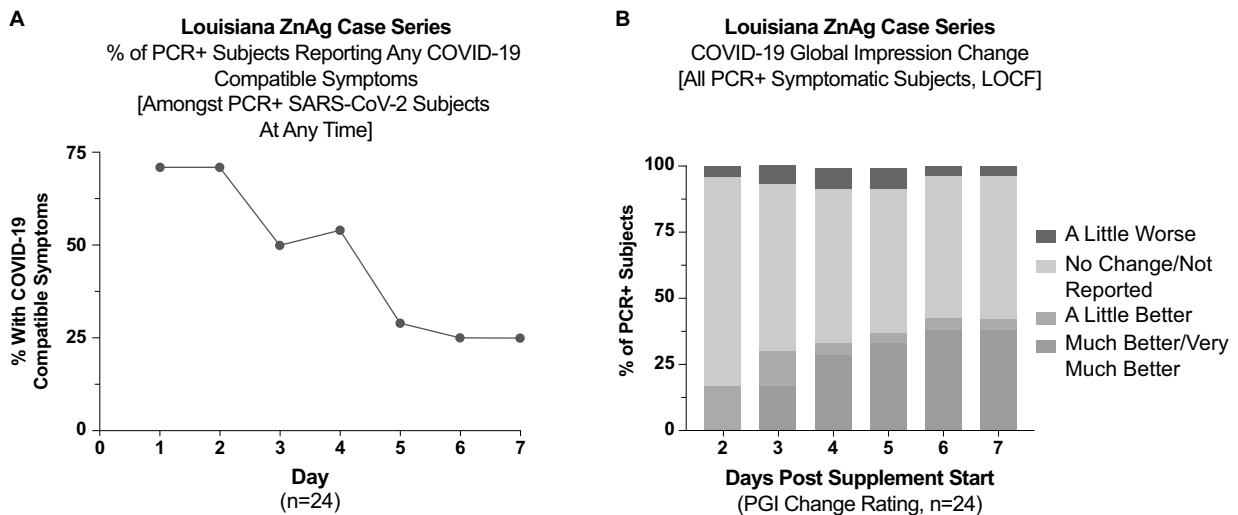 A
Louisiana ZnAg Case Series
% of PCR+ Subjects Reporting Any COVID-19
Compatible Symptoms
[Amongst PCR+ SARS-CoV-2 Subjects
At Any Time]
75
50
25
0
% With COVID-19
Compatible Symptoms
0 1 2 3 4 5 6 7
Day
(n=24)
B
Louisiana ZnAg Case Series
COVID-19 Global Impression Change
[All PCR+ Symptomatic Subjects, LOCF]
100
75
50
25
0
% of PCR+ Subjects
2 3 4 5 6 7
Days Post Supplement Start
(PGI Change Rating, n=24)
A Little Worse
No Change/Not
Reported
A Little Better
Much Better/Very
Much Better